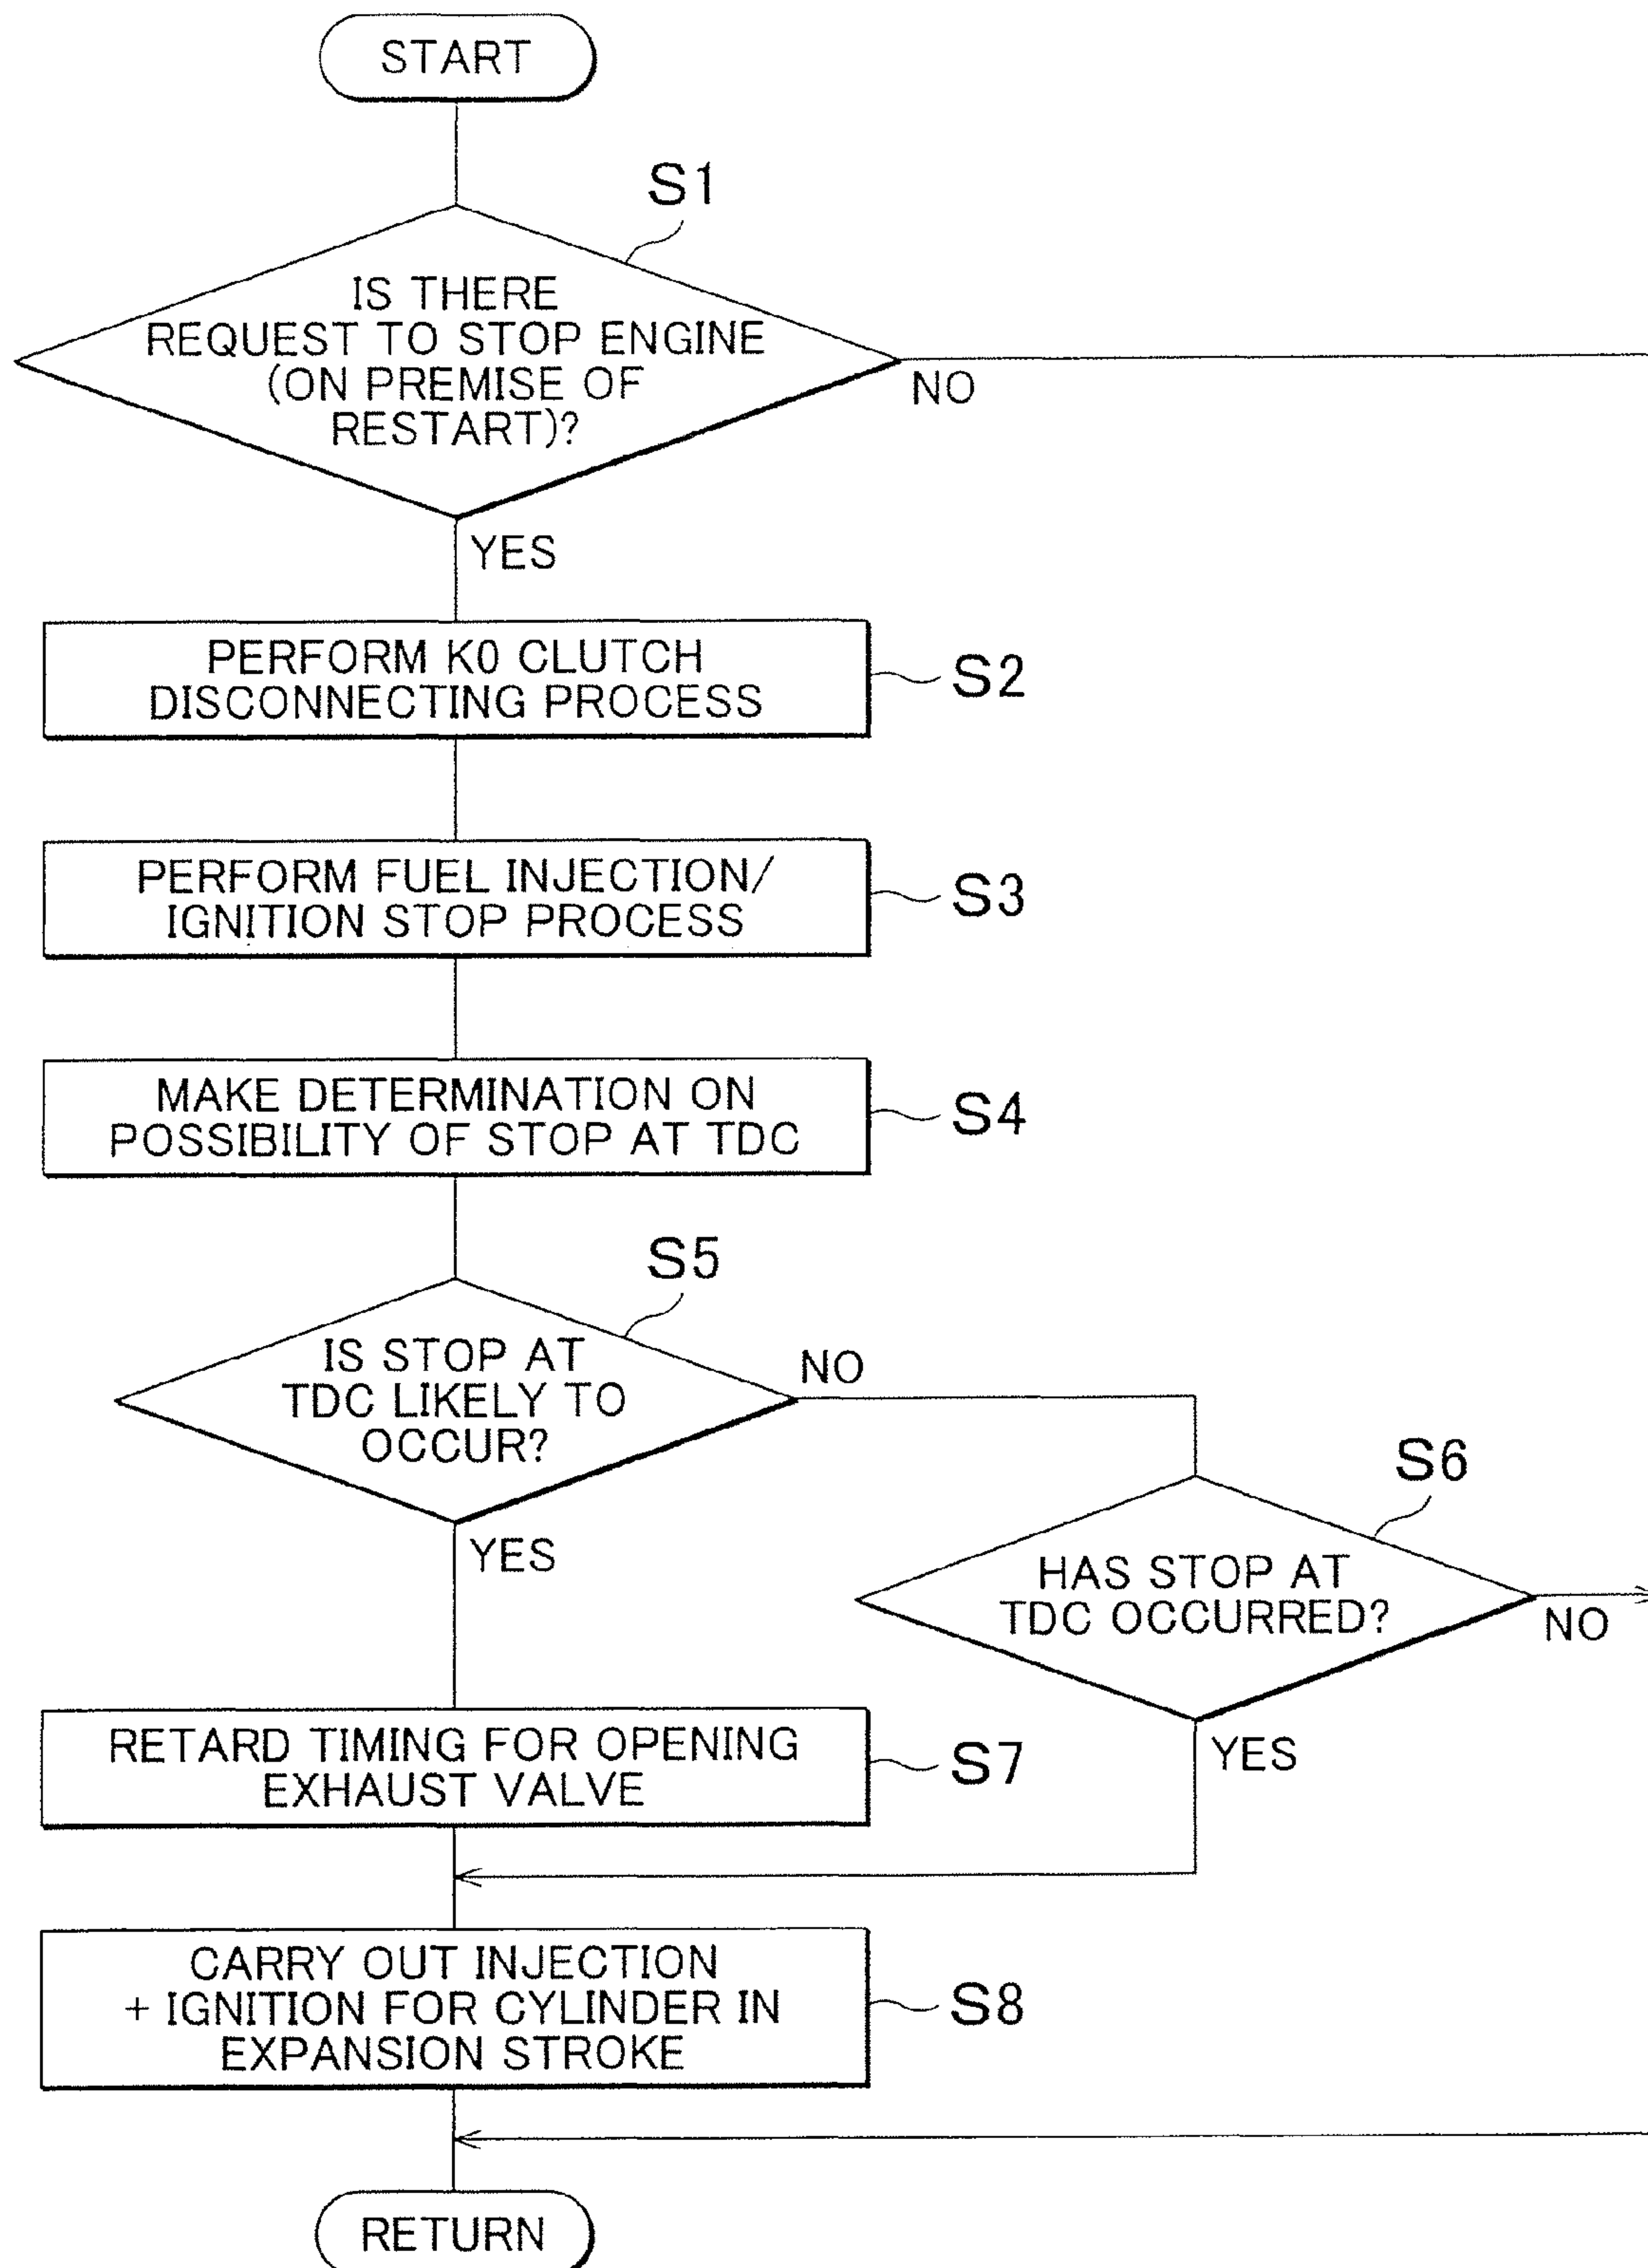 START
S1
IS THERE
REQUEST TO STOP ENGINE
(ON PREMISE OF
RESTART)?
NO
YES
PERFORM K0 CLUTCH
DISCONNECTING PROCESS
S2
PERFORM FUEL INJECTION/
IGNITION STOP PROCESS
S3
MAKE DETERMINATION ON
POSSIBILITY OF STOP AT TDC
S4
S5
IS STOP AT
TDC LIKELY TO
OCCUR?
NO
YES
S6
HAS STOP AT
TDC OCCURRED?
NO
YES
RETARD TIMING FOR OPENING
EXHAUST VALVE
S7
CARRY OUT INJECTION
+ IGNITION FOR CYLINDER IN
EXPANSION STROKE
S8
RETURN